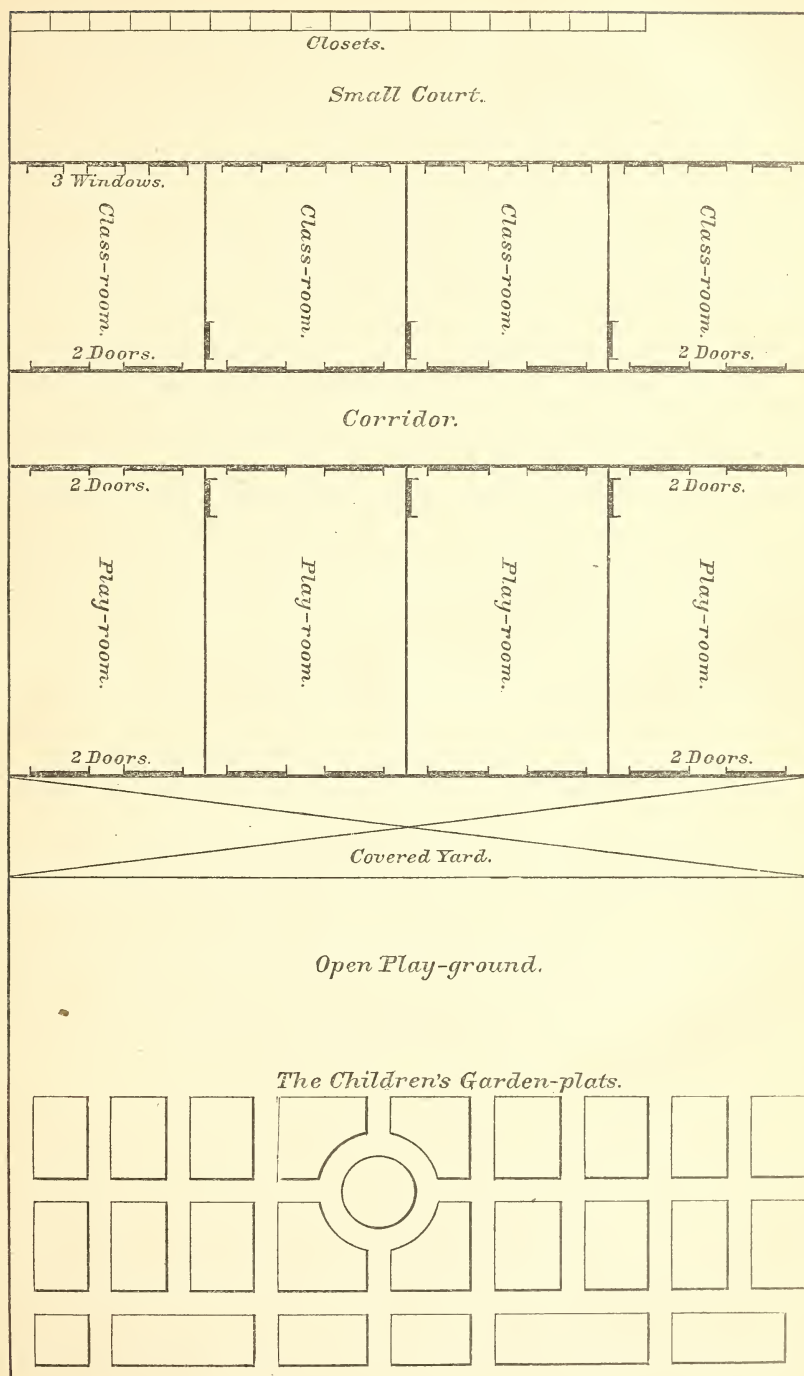 Closets.
Small Court.
3 Windows.
Class-room.
Class-room.
Class-room.
Class-room.
2 Doors.
2 Doors.
Corridor.
2 Doors.
2 Doors.
Play-room.
Play-room.
Play-room.
Play-room.
2 Doors.
2 Doors.
Covered Yard.
Open Play-ground.
The Children's Garden-plats.